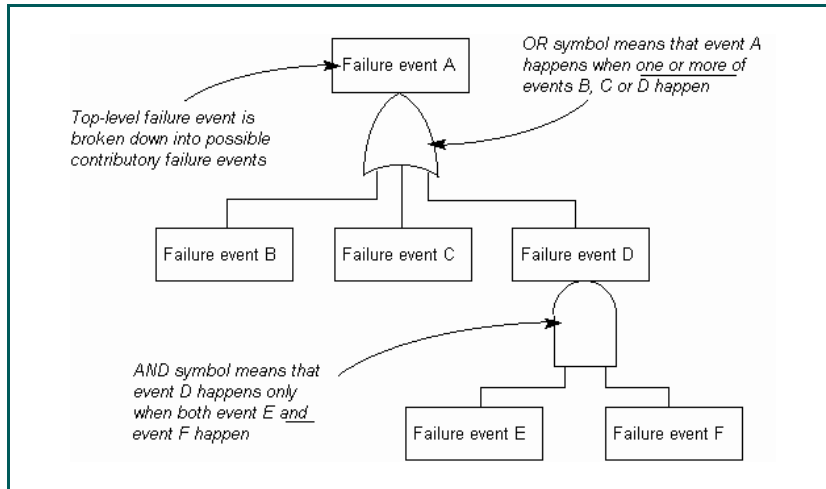 Failure event A
OR symbol means that event A
happens when one or more of
events B, C or D happen
Top-level failure event is
broken down into possible
contributory failure events
Failure event B
Failure event C
Failure event D
AND symbol means that
event D happens only
when both event E and
event F happen
Failure event E
Failure event F